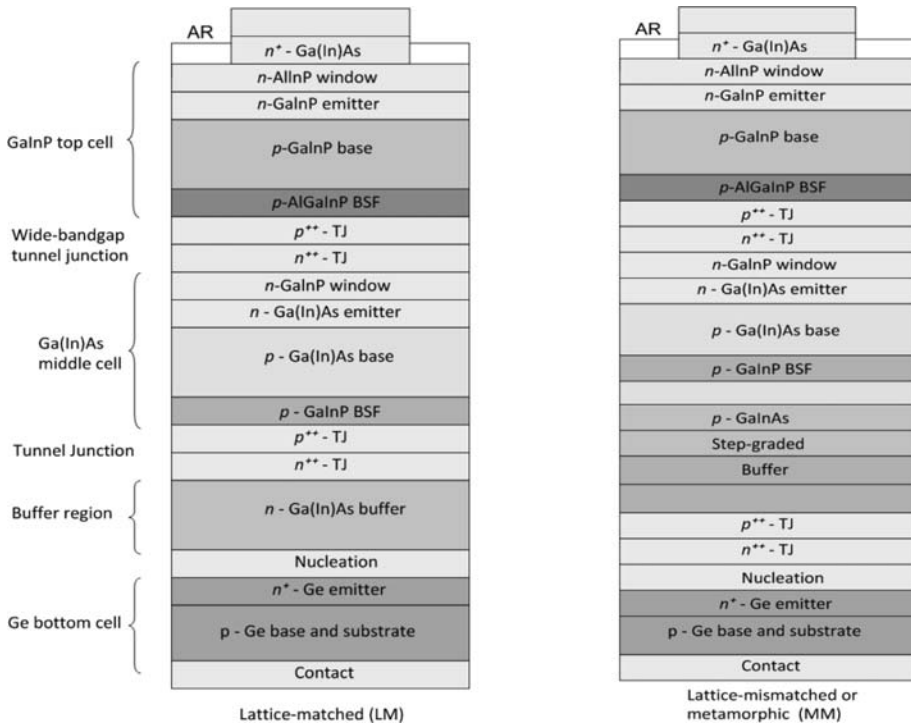 AR
n⁺ - Ga(In)As
n-AlInP window
n-GaInP emitter
p-GaInP base
p-AlGaInP BSF
p⁺⁺ - TJ
n⁺⁺ - TJ
n-GaInP window
n - Ga(In)As emitter
p - Ga(In)As base
p - GaInP BSF
p⁺⁺ - TJ
n⁺⁺ - TJ
n - Ga(In)As buffer
Nucleation
n⁺ - Ge emitter
p - Ge base and substrate
Contact
GaInP top cell
Wide-bandgap
tunnel junction
Ga(In)As
middle cell
Tunnel Junction
Buffer region
Ge bottom cell
Lattice-matched (LM)
AR
n⁺ - Ga(In)As
n-AlInP window
n-GaInP emitter
p-GaInP base
p-AlGaInP BSF
p⁺⁺ - TJ
n⁺⁺ - TJ
n-GaInP window
n - Ga(In)As emitter
p - Ga(In)As base
p - GaInP BSF
p - GaInAs
Step-graded
Buffer
p⁺⁺ - TJ
n⁺⁺ - TJ
Nucleation
n⁺ - Ge emitter
p - Ge base and substrate
Contact
Lattice-mismatched or
metamorphic (MM)